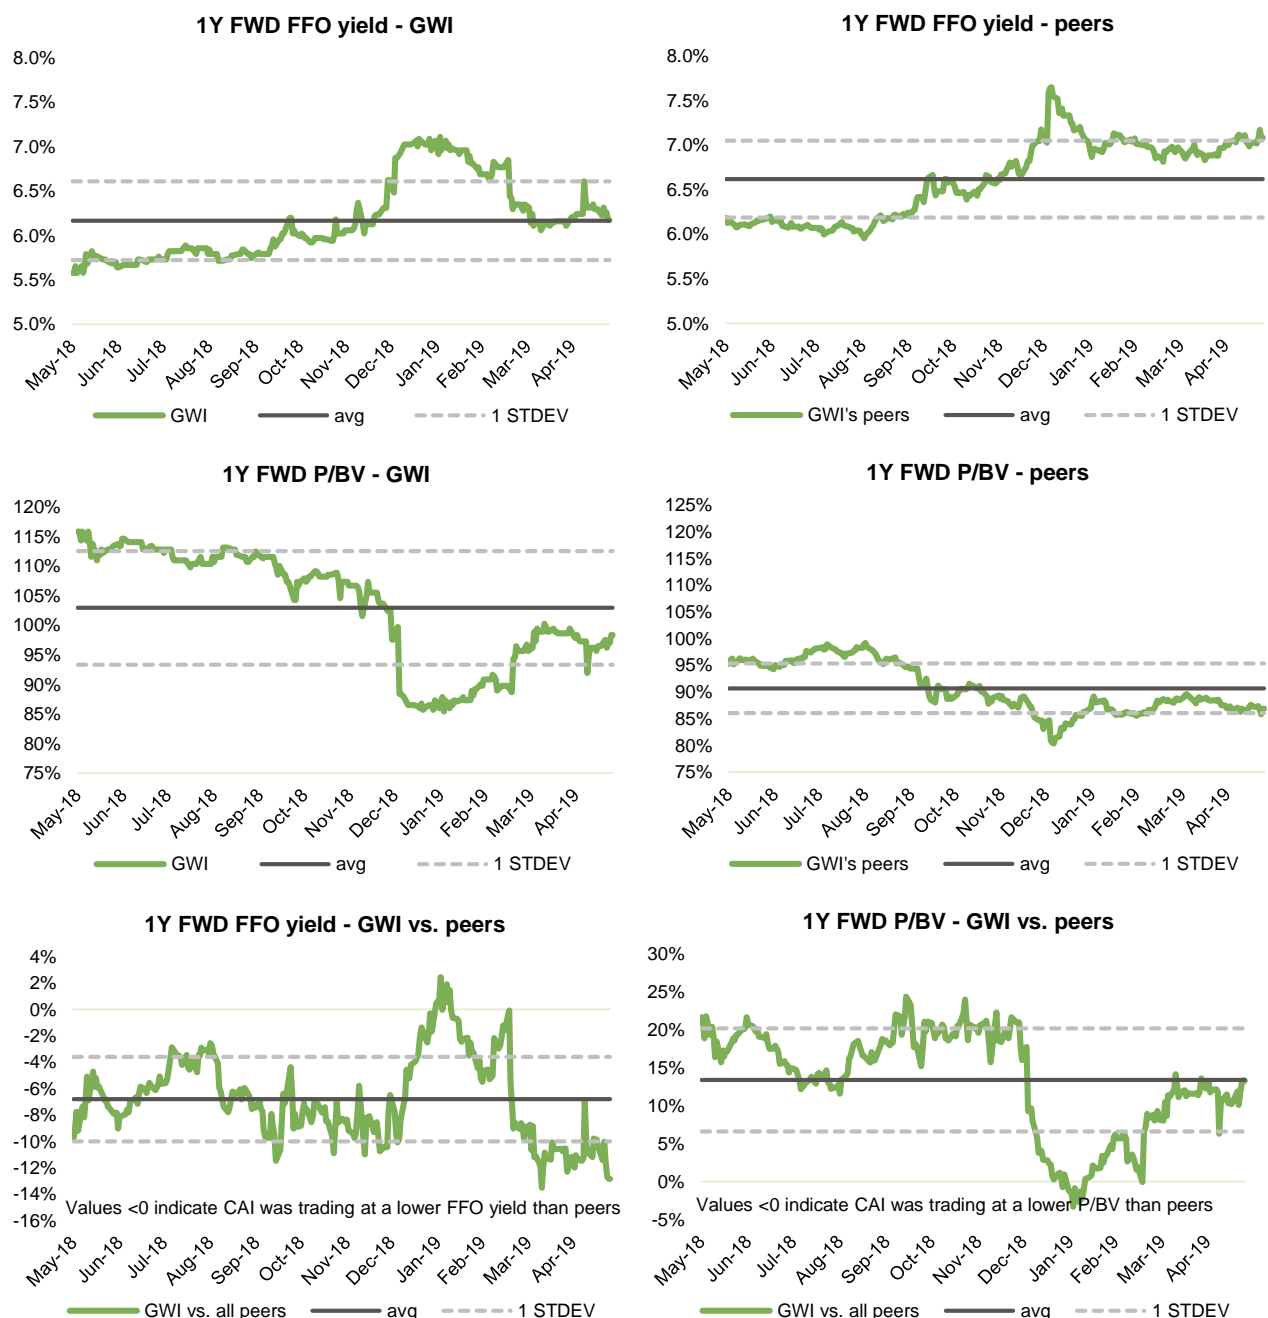 1Y FWD FFO yield - GWI
8.0%
7.5%
7.0%
6.5%
6.0%
5.5%
5.0%
May-18
Jun-18
Jul-18
Aug-18
Sep-18
Oct-18
Nov-18
Dec-18
Jan-19
Feb-19
Mar-19
Apr-19
GWI avg 1 STDEV
1Y FWD FFO yield - peers
8.0%
7.5%
7.0%
6.5%
6.0%
5.5%
5.0%
May-18
Jun-18
Jul-18
Aug-18
Sep-18
Oct-18
Nov-18
Dec-18
Jan-19
Feb-19
Mar-19
Apr-19
GWI's peers avg 1 STDEV
1Y FWD P/BV - GWI
120%
115%
110%
105%
100%
95%
90%
85%
80%
75%
May-18
Jun-18
Jul-18
Aug-18
Sep-18
Oct-18
Nov-18
Dec-18
Jan-19
Feb-19
Mar-19
Apr-19
GWI avg 1 STDEV
1Y FWD P/BV - peers
125%
120%
115%
110%
105%
100%
95%
90%
85%
80%
75%
May-18
Jun-18
Jul-18
Aug-18
Sep-18
Oct-18
Nov-18
Dec-18
Jan-19
Feb-19
Mar-19
Apr-19
GWI's peers avg 1 STDEV
1Y FWD FFO yield - GWI vs. peers
4%
2%
0%
-2%
-4%
-6%
-8%
-10%
-12%
-14%
-16%
Values <0 indicate CAI was trading at a lower FFO yield than peers
May-18
Jun-18
Jul-18
Aug-18
Sep-18
Oct-18
Nov-18
Dec-18
Jan-19
Feb-19
Mar-19
Apr-19
GWI vs. all peers avg 1 STDEV
1Y FWD P/BV - GWI vs. peers
30%
25%
20%
15%
10%
5%
0%
-5%
Values <0 indicate CAI was trading at a lower P/BV than peers
May-18
Jun-18
Jul-18
Aug-18
Sep-18
Oct-18
Nov-18
Dec-18
Jan-19
Feb-19
Mar-19
Apr-19
GWI vs. all peers avg 1 STDEV